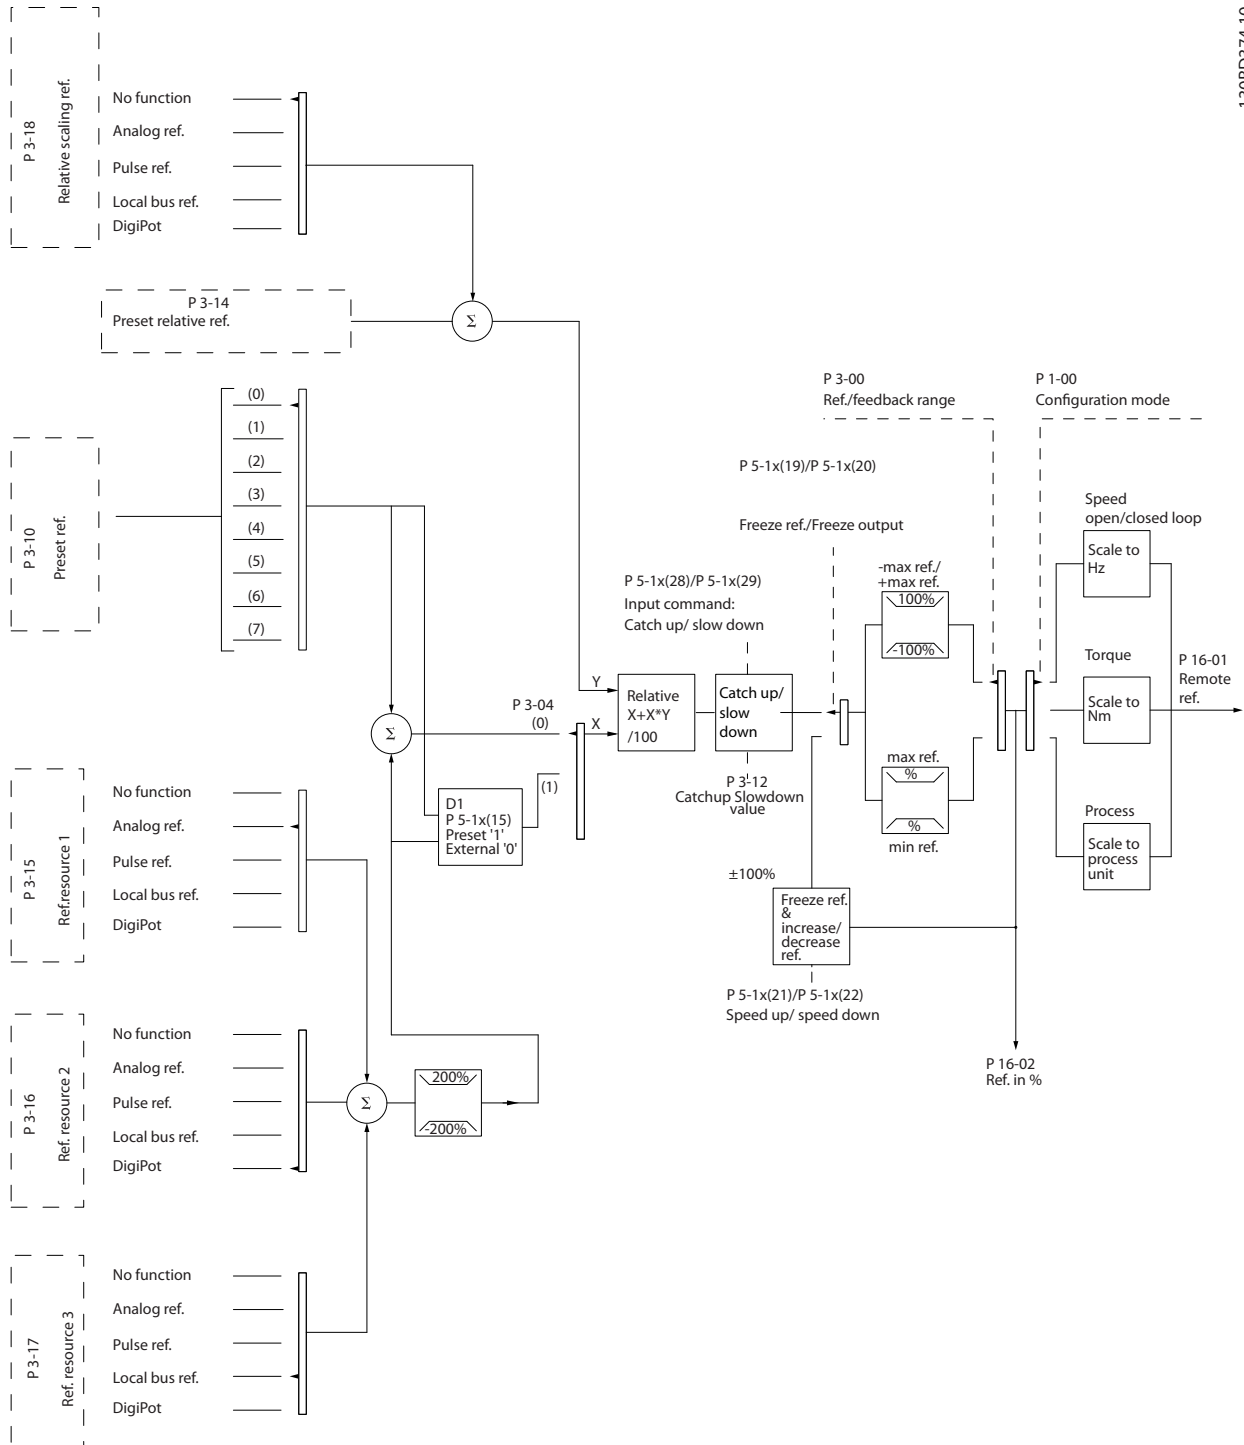 130BD374.10
P 3-18
Relative scaling ref.
No function
Analog ref.
Pulse ref.
Local bus ref.
DigiPot
P 3-14
Preset relative ref.
Σ
P 3-10
Preset ref.
(0)
(1)
(2)
(3)
(4)
(5)
(6)
(7)
P 3-00
Ref./feedback range
P 1-00
Configuration mode
P 5-1x(19)/P 5-1x(20)
Freeze ref./Freeze output
P 5-1x(28)/P 5-1x(29)
Input command:
Catch up/ slow down
-max ref./
+max ref.
100%
-100%
Speed
open/closed loop
Scale to
Hz
Torque
Scale to
Nm
P 16-01
Remote
ref.
Y
X
Relative
X+X*Y
/100
Catch up/
slow
down
P 3-04
(0)
(1)
Σ
P 3-12
Catchup Slowdown
value
max ref.
%
%
min ref.
Process
Scale to
process
unit
D1
P 5-1x(15)
Preset '1'
External '0'
±100%
Freeze ref.
&
increase/
decrease
ref.
P 5-1x(21)/P 5-1x(22)
Speed up/ speed down
P 16-02
Ref. in %
P 3-15
Ref.resource 1
No function
Analog ref.
Pulse ref.
Local bus ref.
DigiPot
P 3-16
Ref. resource 2
No function
Analog ref.
Pulse ref.
Local bus ref.
DigiPot
Σ
200%
-200%
P 3-17
Ref. resource 3
No function
Analog ref.
Pulse ref.
Local bus ref.
DigiPot